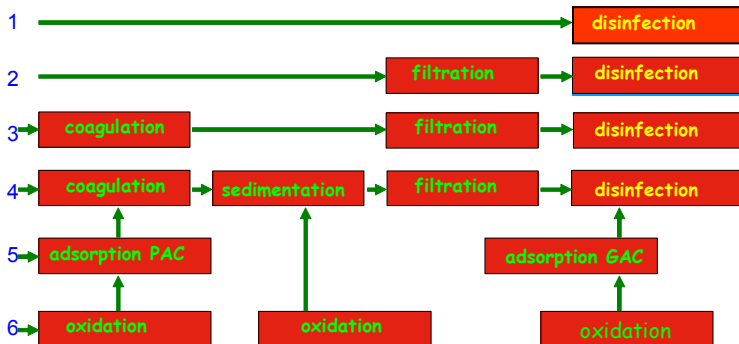 1 disinfection
2 filtration disinfection
3 coagulation filtration disinfection
4 coagulation sedimentation filtration disinfection
5 adsorption PAC adsorption GAC
6 oxidation oxidation oxidation